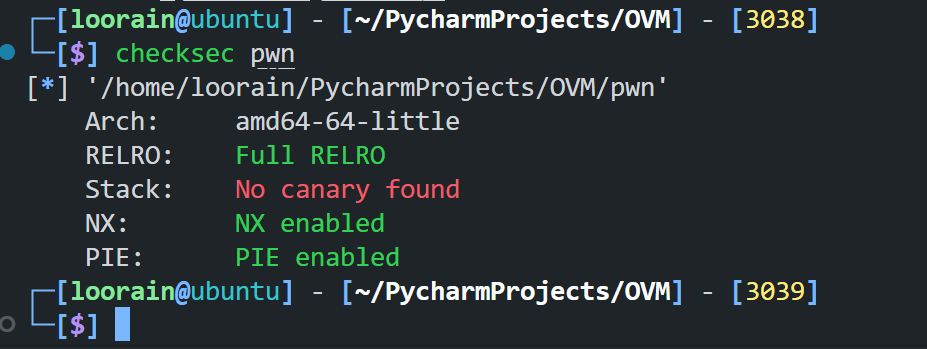 [loorain@ubuntu] - [~/PycharmProjects/OVM] - [3038]
[$] checksec pwn
[*] '/home/loorain/PycharmProjects/OVM/pwn'
Arch: amd64-64-little
RELRO: Full RELRO
Stack: No canary found
NX: NX enabled
PIE: PIE enabled
[loorain@ubuntu] - [~/PycharmProjects/OVM] - [3039]
[$]